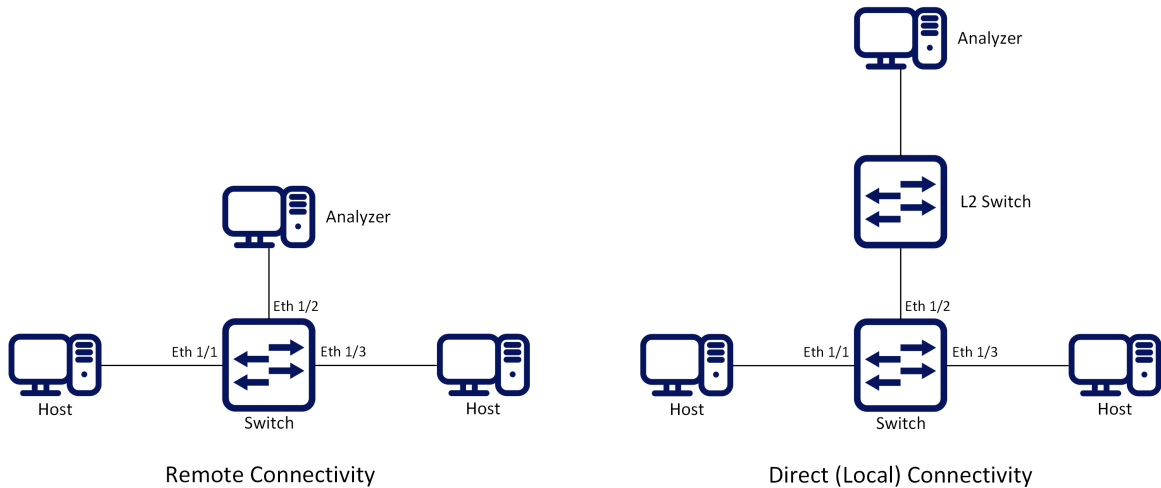 Analyzer
Eth 1/2
Eth 1/1
Eth 1/3
Host
Switch
Host
Remote Connectivity
Analyzer
L2 Switch
Eth 1/2
Eth 1/1
Eth 1/3
Host
Switch
Host
Direct (Local) Connectivity